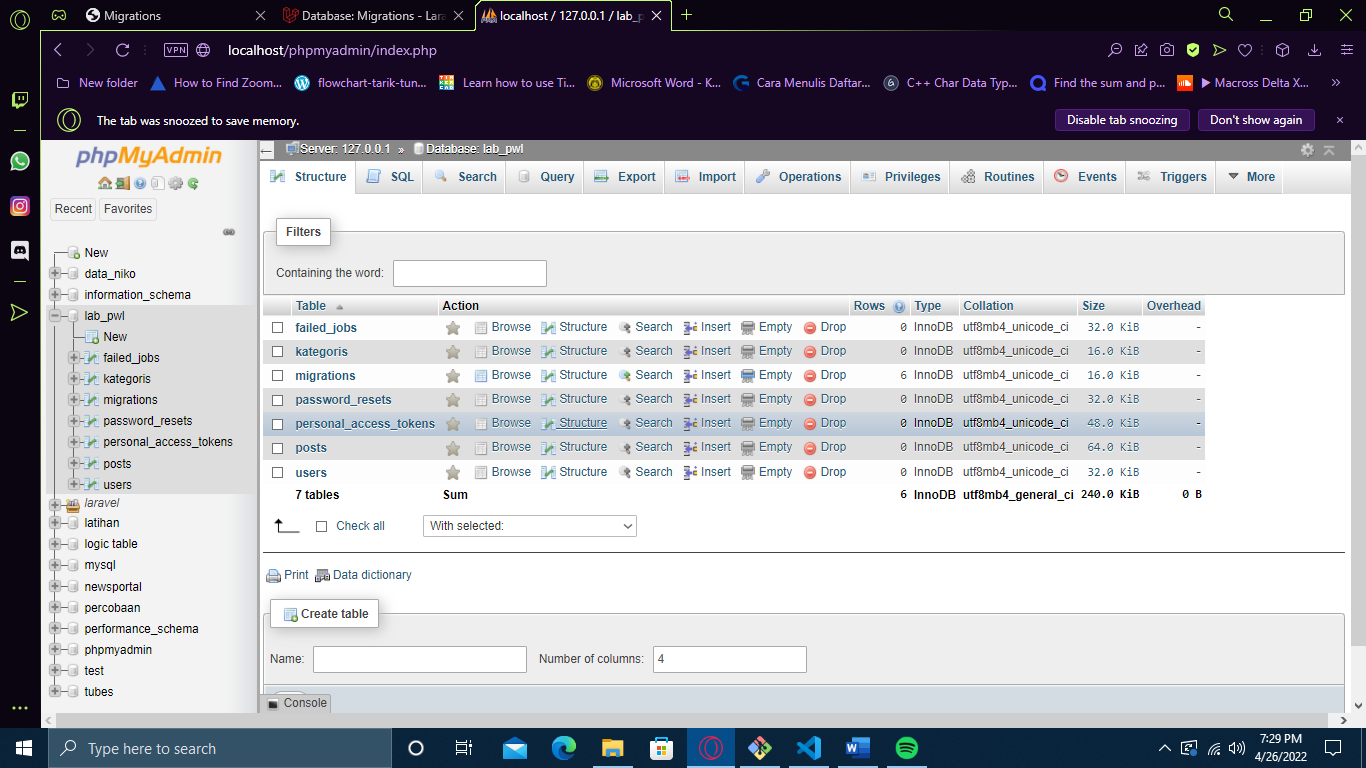 Migrations
Database: Migrations - Lara
localhost / 127.0.0.1 / lab_p
VPN
localhost/phpmyadmin/index.php
New folder
How to Find Zoom...
flowchart-tarik-tun...
Learn how to use Ti...
Microsoft Word - K...
Cara Menulis Daftar...
C++ Char Data Typ...
Find the sum and p...
▶ Macross Delta X...
The tab was snoozed to save memory.
Disable tab snoozing
Don't show again
phpMyAdmin
Recent
Favorites
New
data_niko
information_schema
lab_pwl
New
failed_jobs
kategoris
migrations
password_resets
personal_access_tokens
posts
users
laravel
latihan
logic table
mysql
newsportal
percobaan
performance_schema
phpmyadmin
test
tubes
Server: 127.0.0.1 » Database: lab_pwl
Structure SQL Search Query Export Import Operations Privileges Routines Events Triggers More
Filters
Containing the word:
Table Action Rows Type Collation Size Overhead
failed_jobs Browse Structure Search Insert Empty Drop 0 InnoDB utf8mb4_unicode_ci 32.0 KiB -
kategoris Browse Structure Search Insert Empty Drop 0 InnoDB utf8mb4_unicode_ci 16.0 KiB -
migrations Browse Structure Search Insert Empty Drop 6 InnoDB utf8mb4_unicode_ci 16.0 KiB -
password_resets Browse Structure Search Insert Empty Drop 0 InnoDB utf8mb4_unicode_ci 32.0 KiB -
personal_access_tokens Browse Structure Search Insert Empty Drop 0 InnoDB utf8mb4_unicode_ci 48.0 KiB -
posts Browse Structure Search Insert Empty Drop 0 InnoDB utf8mb4_unicode_ci 64.0 KiB -
users Browse Structure Search Insert Empty Drop 0 InnoDB utf8mb4_unicode_ci 32.0 KiB -
7 tables Sum 6 InnoDB utf8mb4_general_ci 240.0 KiB 0 B
Check all
With selected:
Print Data dictionary
Create table
Name:
Number of columns: 4
Console
Type here to search
7:29 PM
4/26/2022